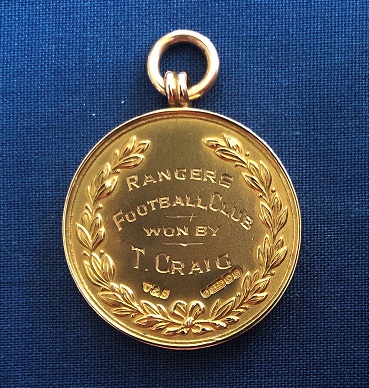 RANGERS
FOOTBALL CLUB
WON BY
T. CRAIG
V&S